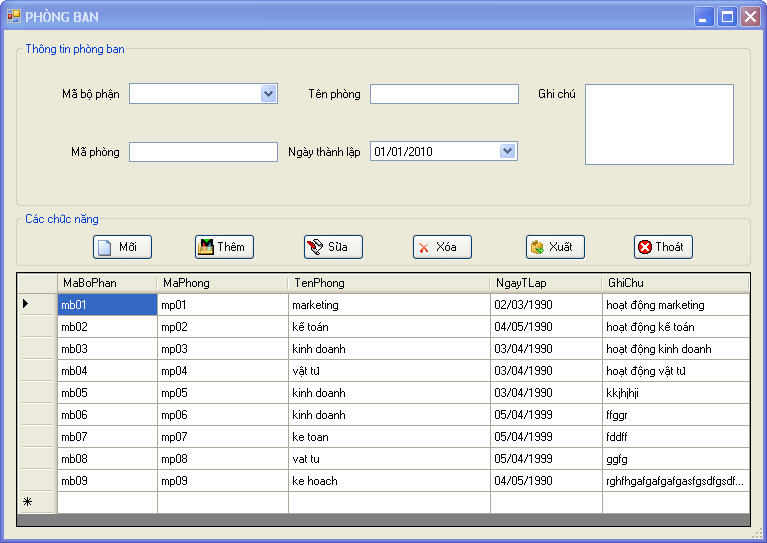 PHÒNG BAN
Thông tin phòng ban
Mã bộ phận Tên phòng Ghi chú
Mã phòng Ngày thành lập 01/01/2010
Các chức năng
Mới Thêm Sửa Xóa Xuất Thoát
MaBoPhan MaPhong TenPhong NgayTLap GhiChu
mb01 mp01 marketing 02/03/1990 hoạt động marketing
mb02 mp02 kế toán 04/05/1990 hoạt động kế toán
mb03 mp03 kinh doanh 03/04/1990 hoạt động kinh doanh
mb04 mp04 vật tư 03/04/1990 hoạt động vật tư
mb05 mp05 kinh doanh 03/04/1990 kkjhjhji
mb06 mp06 kinh doanh 05/04/1999 ffggr
mb07 mp07 ke toan 05/04/1999 fddff
mb08 mp08 vat tu 05/04/1999 ggfg
mb09 mp09 ke hoach 04/05/1990 rghfhgafgafgafgasfgsdfgsdf...